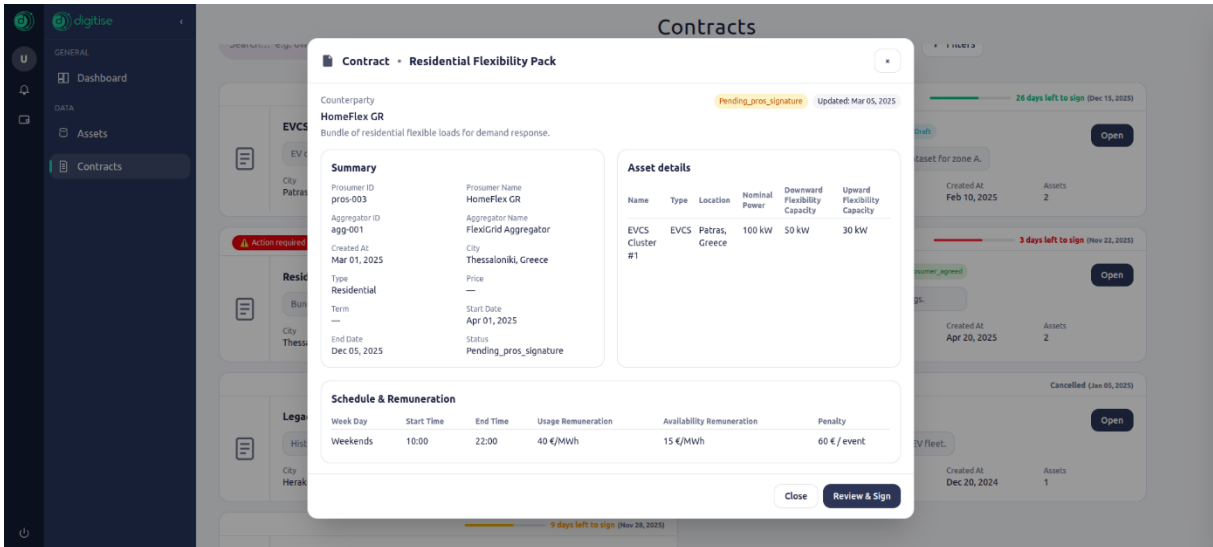 digitise
Contracts
U
GENERAL
Dashboard
DATA
Assets
Contracts
Filters
26 days left to sign (Dec 15, 2025)
EVCS
Draft
Open
EV
taset for zone A.
City
Patras
Created At
Feb 10, 2025
Assets
2
Action required
3 days left to sign (Nov 22, 2025)
Resid
sumer_agreed
Open
Bun
gs.
City
Thessa
Created At
Apr 20, 2025
Assets
2
Cancelled (Jan 05, 2025)
Lega
Open
Hist
EV fleet.
City
Herak
Created At
Dec 20, 2024
Assets
1
9 days left to sign (Nov 28, 2025)
Contract • Residential Flexibility Pack
×
Counterparty
HomeFlex GR
Bundle of residential flexible loads for demand response.
Pending_pros_signature
Updated: Mar 05, 2025
Summary
Prosumer ID
pros-003
Prosumer Name
HomeFlex GR
Aggregator ID
agg-001
Aggregator Name
FlexiGrid Aggregator
Created At
Mar 01, 2025
City
Thessaloniki, Greece
Type
Residential
Price
—
Term
—
Start Date
Apr 01, 2025
End Date
Dec 05, 2025
Status
Pending_pros_signature
Asset details
Name Type Location Nominal Power Downward Flexibility Capacity Upward Flexibility Capacity
EVCS Cluster #1 EVCS Patras, Greece 100 kW 50 kW 30 kW
Schedule & Remuneration
Week Day Start Time End Time Usage Remuneration Availability Remuneration Penalty
Weekends 10:00 22:00 40 €/MWh 15 €/MWh 60 € / event
Close
Review & Sign